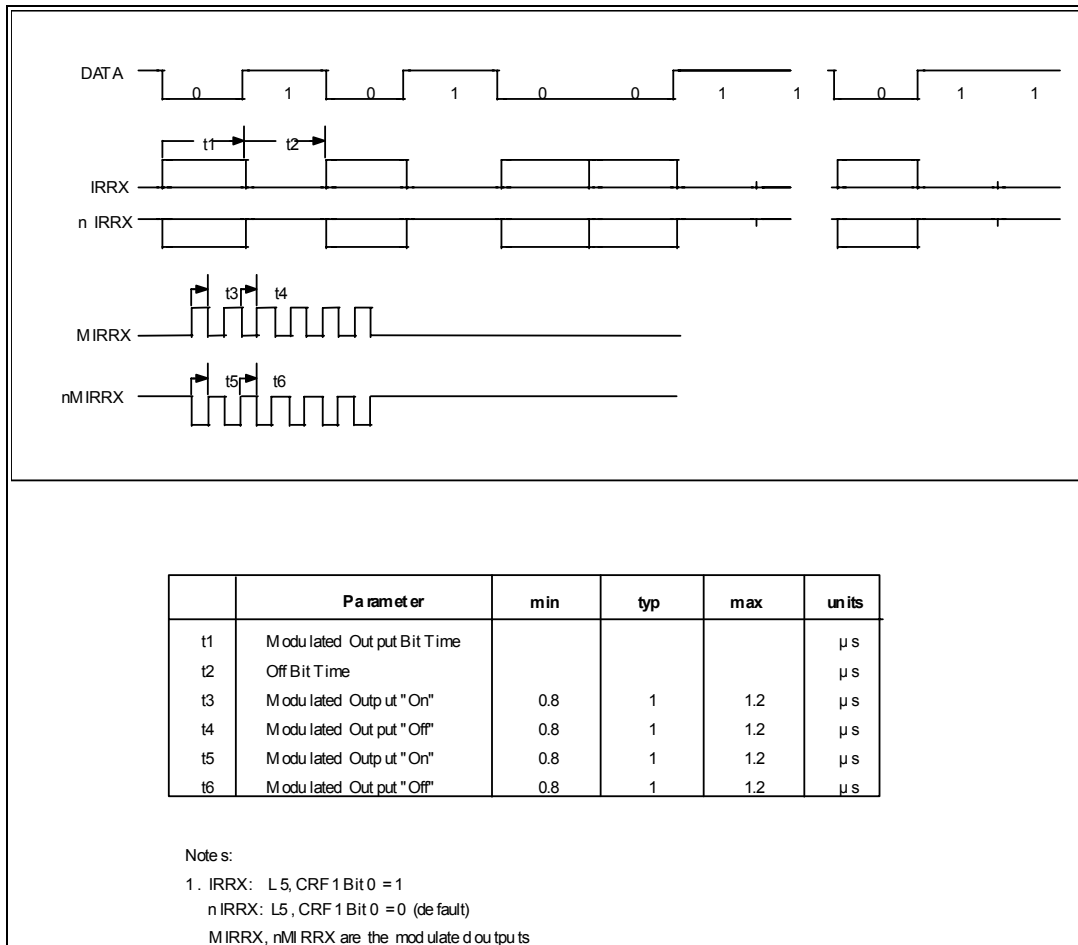 DATA
0 1 0 1 0 0 1 1 0 1 1
t1 t2
IRRX
n IRRX
t3 t4
MIRRX
t5 t6
nMIRRX
Parameter min typ max units
t1 Modulated Output Bit Time µs
t2 Off Bit Time µs
t3 Modulated Output "On" 0.8 1 1.2 µs
t4 Modulated Output "Off" 0.8 1 1.2 µs
t5 Modulated Output "On" 0.8 1 1.2 µs
t6 Modulated Output "Off" 0.8 1 1.2 µs
Notes:
1. IRRX: L5, CRF1 Bit 0 = 1
nIRRX: L5, CRF1 Bit 0 = 0 (default)
MIRRX, nMIRRX are the modulated outputs